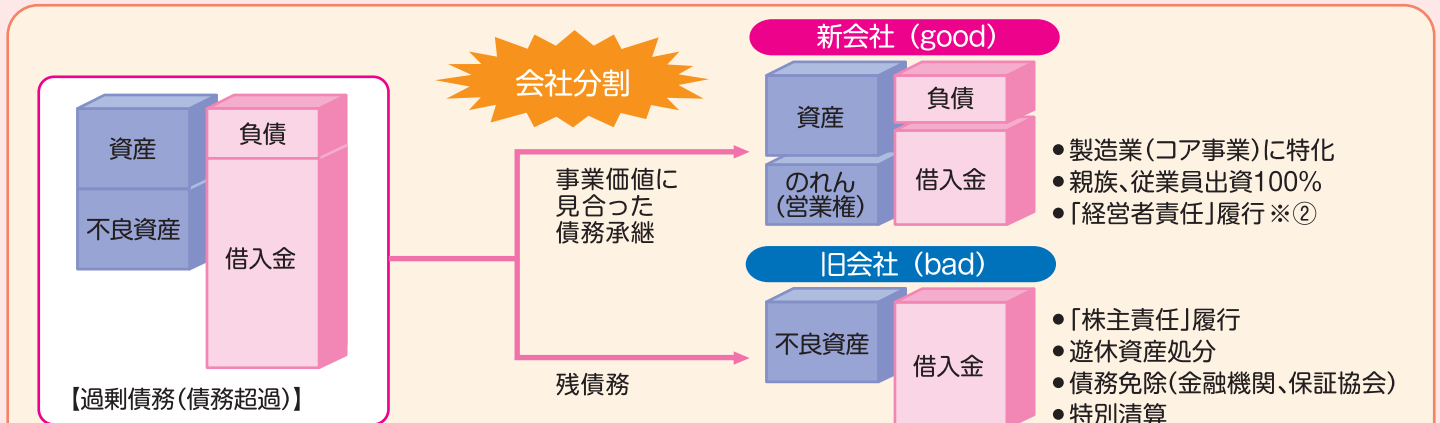 会社分割
資産
負債
不良資産
借入金
【過剰債務(債務超過)】
事業価値に
見合った
債務承継
残債務
新会社（good）
資産
負債
のれん
(営業権)
借入金
●製造業(コア事業)に特化
●親族、従業員出資100%
●「経営者責任」履行 ※②
旧会社（bad）
不良資産
借入金
●「株主責任」履行
●遊休資産処分
●債務免除(金融機関、保証協会)
●特別清算